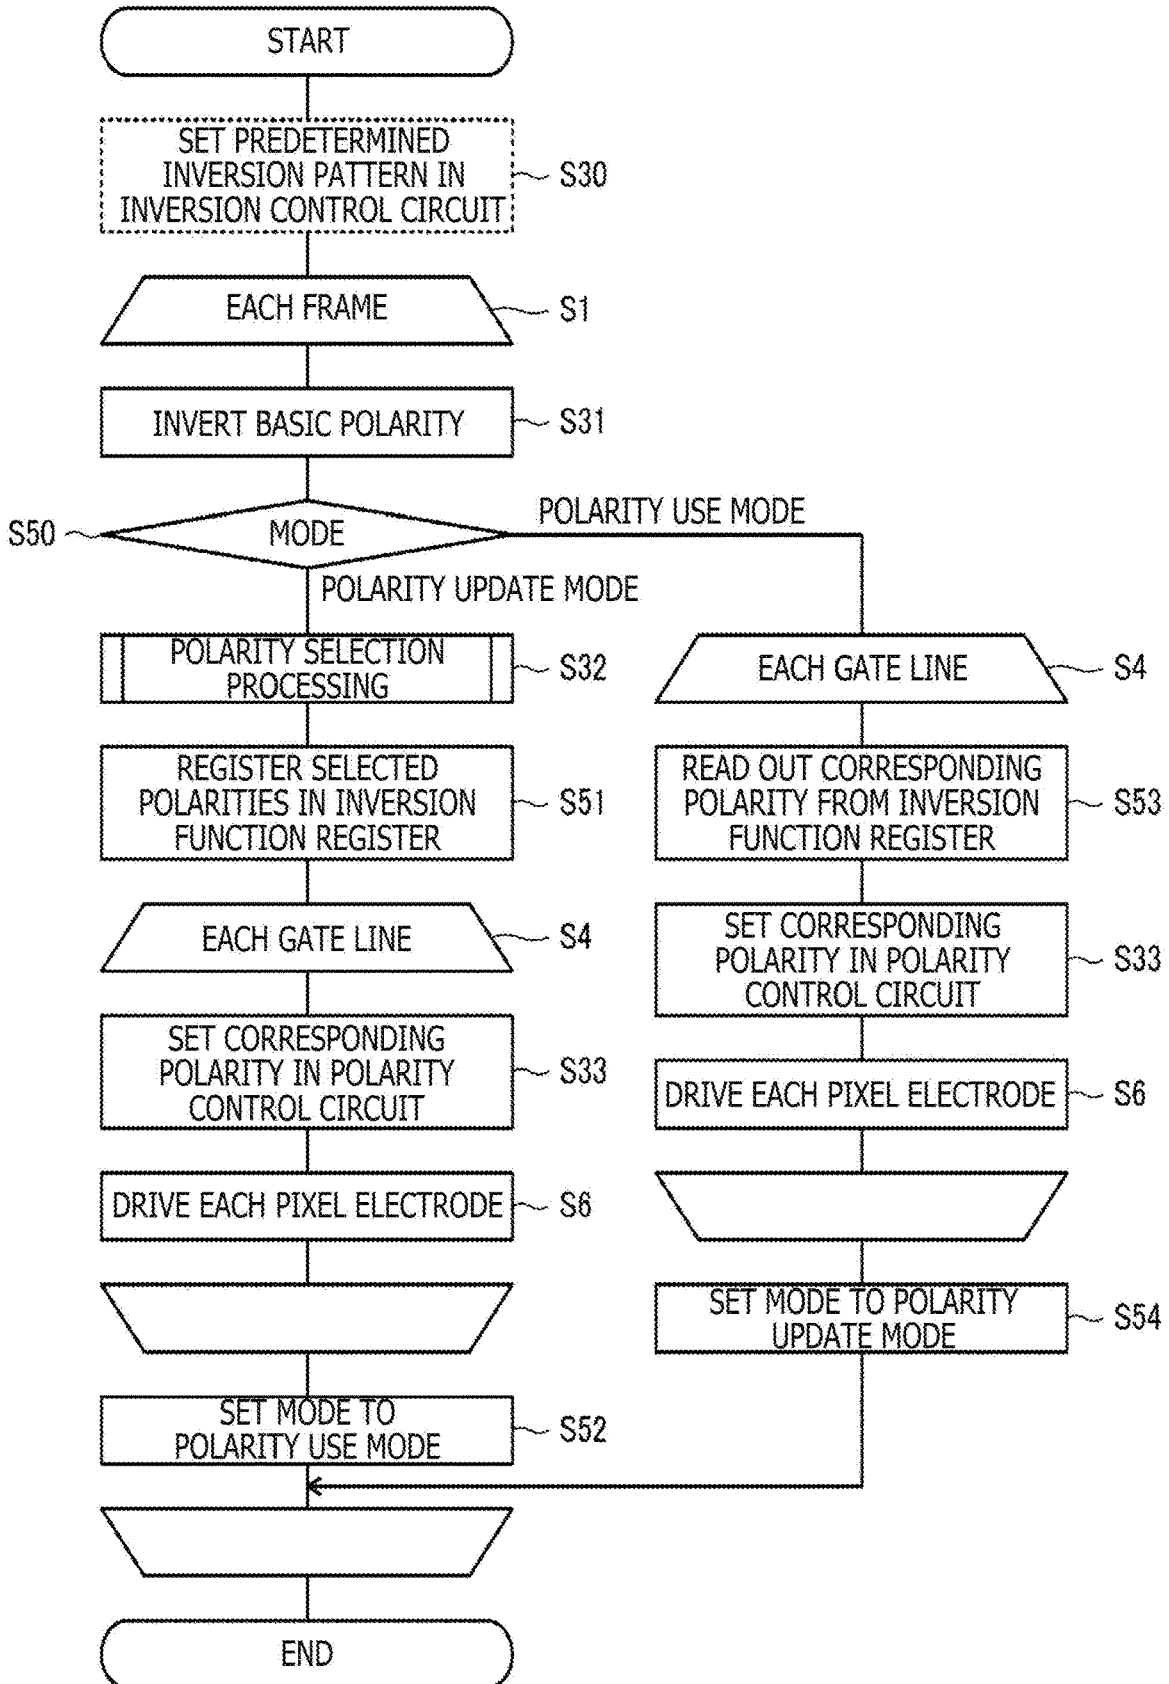 START
SET PREDETERMINED
INVERSION PATTERN IN
INVERSION CONTROL CIRCUIT
S30
EACH FRAME
S1
INVERT BASIC POLARITY
S31
S50
MODE
POLARITY USE MODE
POLARITY UPDATE MODE
POLARITY SELECTION
PROCESSING
S32
REGISTER SELECTED
POLARITIES IN INVERSION
FUNCTION REGISTER
S51
EACH GATE LINE
S4
SET CORRESPONDING
POLARITY IN POLARITY
CONTROL CIRCUIT
S33
DRIVE EACH PIXEL ELECTRODE
S6
SET MODE TO
POLARITY USE MODE
S52
EACH GATE LINE
S4
READ OUT CORRESPONDING
POLARITY FROM INVERSION
FUNCTION REGISTER
S53
SET CORRESPONDING
POLARITY IN POLARITY
CONTROL CIRCUIT
S33
DRIVE EACH PIXEL ELECTRODE
S6
SET MODE TO POLARITY
UPDATE MODE
S54
END